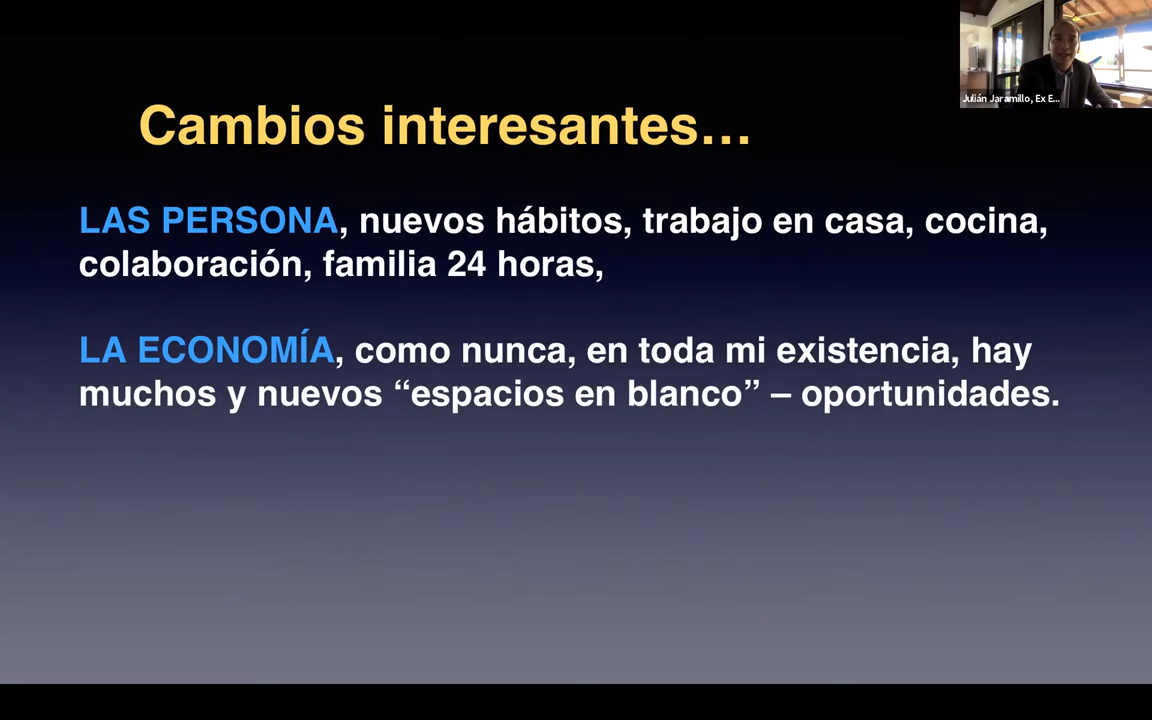 Cambios interesantes…
LAS PERSONA, nuevos hábitos, trabajo en casa, cocina,
colaboración, familia 24 horas,
LA ECONOMÍA, como nunca, en toda mi existencia, hay
muchos y nuevos “espacios en blanco” – oportunidades.
Julián Jaramillo, Ex E...